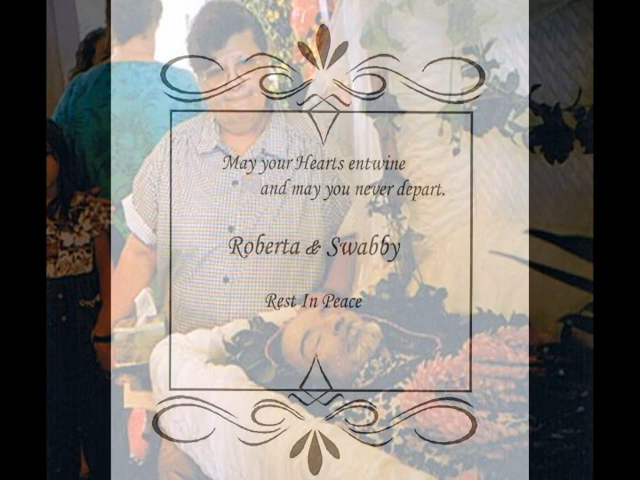 May your Hearts entwine
and may you never depart.
Roberta & Swabby
Rest In Peace